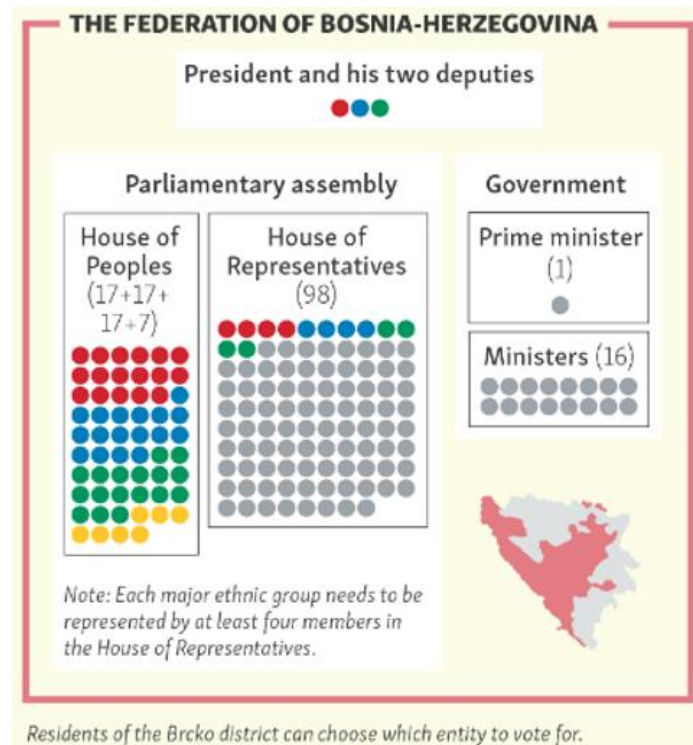 THE FEDERATION OF BOSNIA-HERZEGOVINA
President and his two deputies
Parliamentary assembly
House of
Peoples
(17+17+
17+7)
House of
Representatives
(98)
Note: Each major ethnic group needs to be
represented by at least four members in
the House of Representatives.
Government
Prime minister
(1)
Ministers (16)
Residents of the Brcko district can choose which entity to vote for.